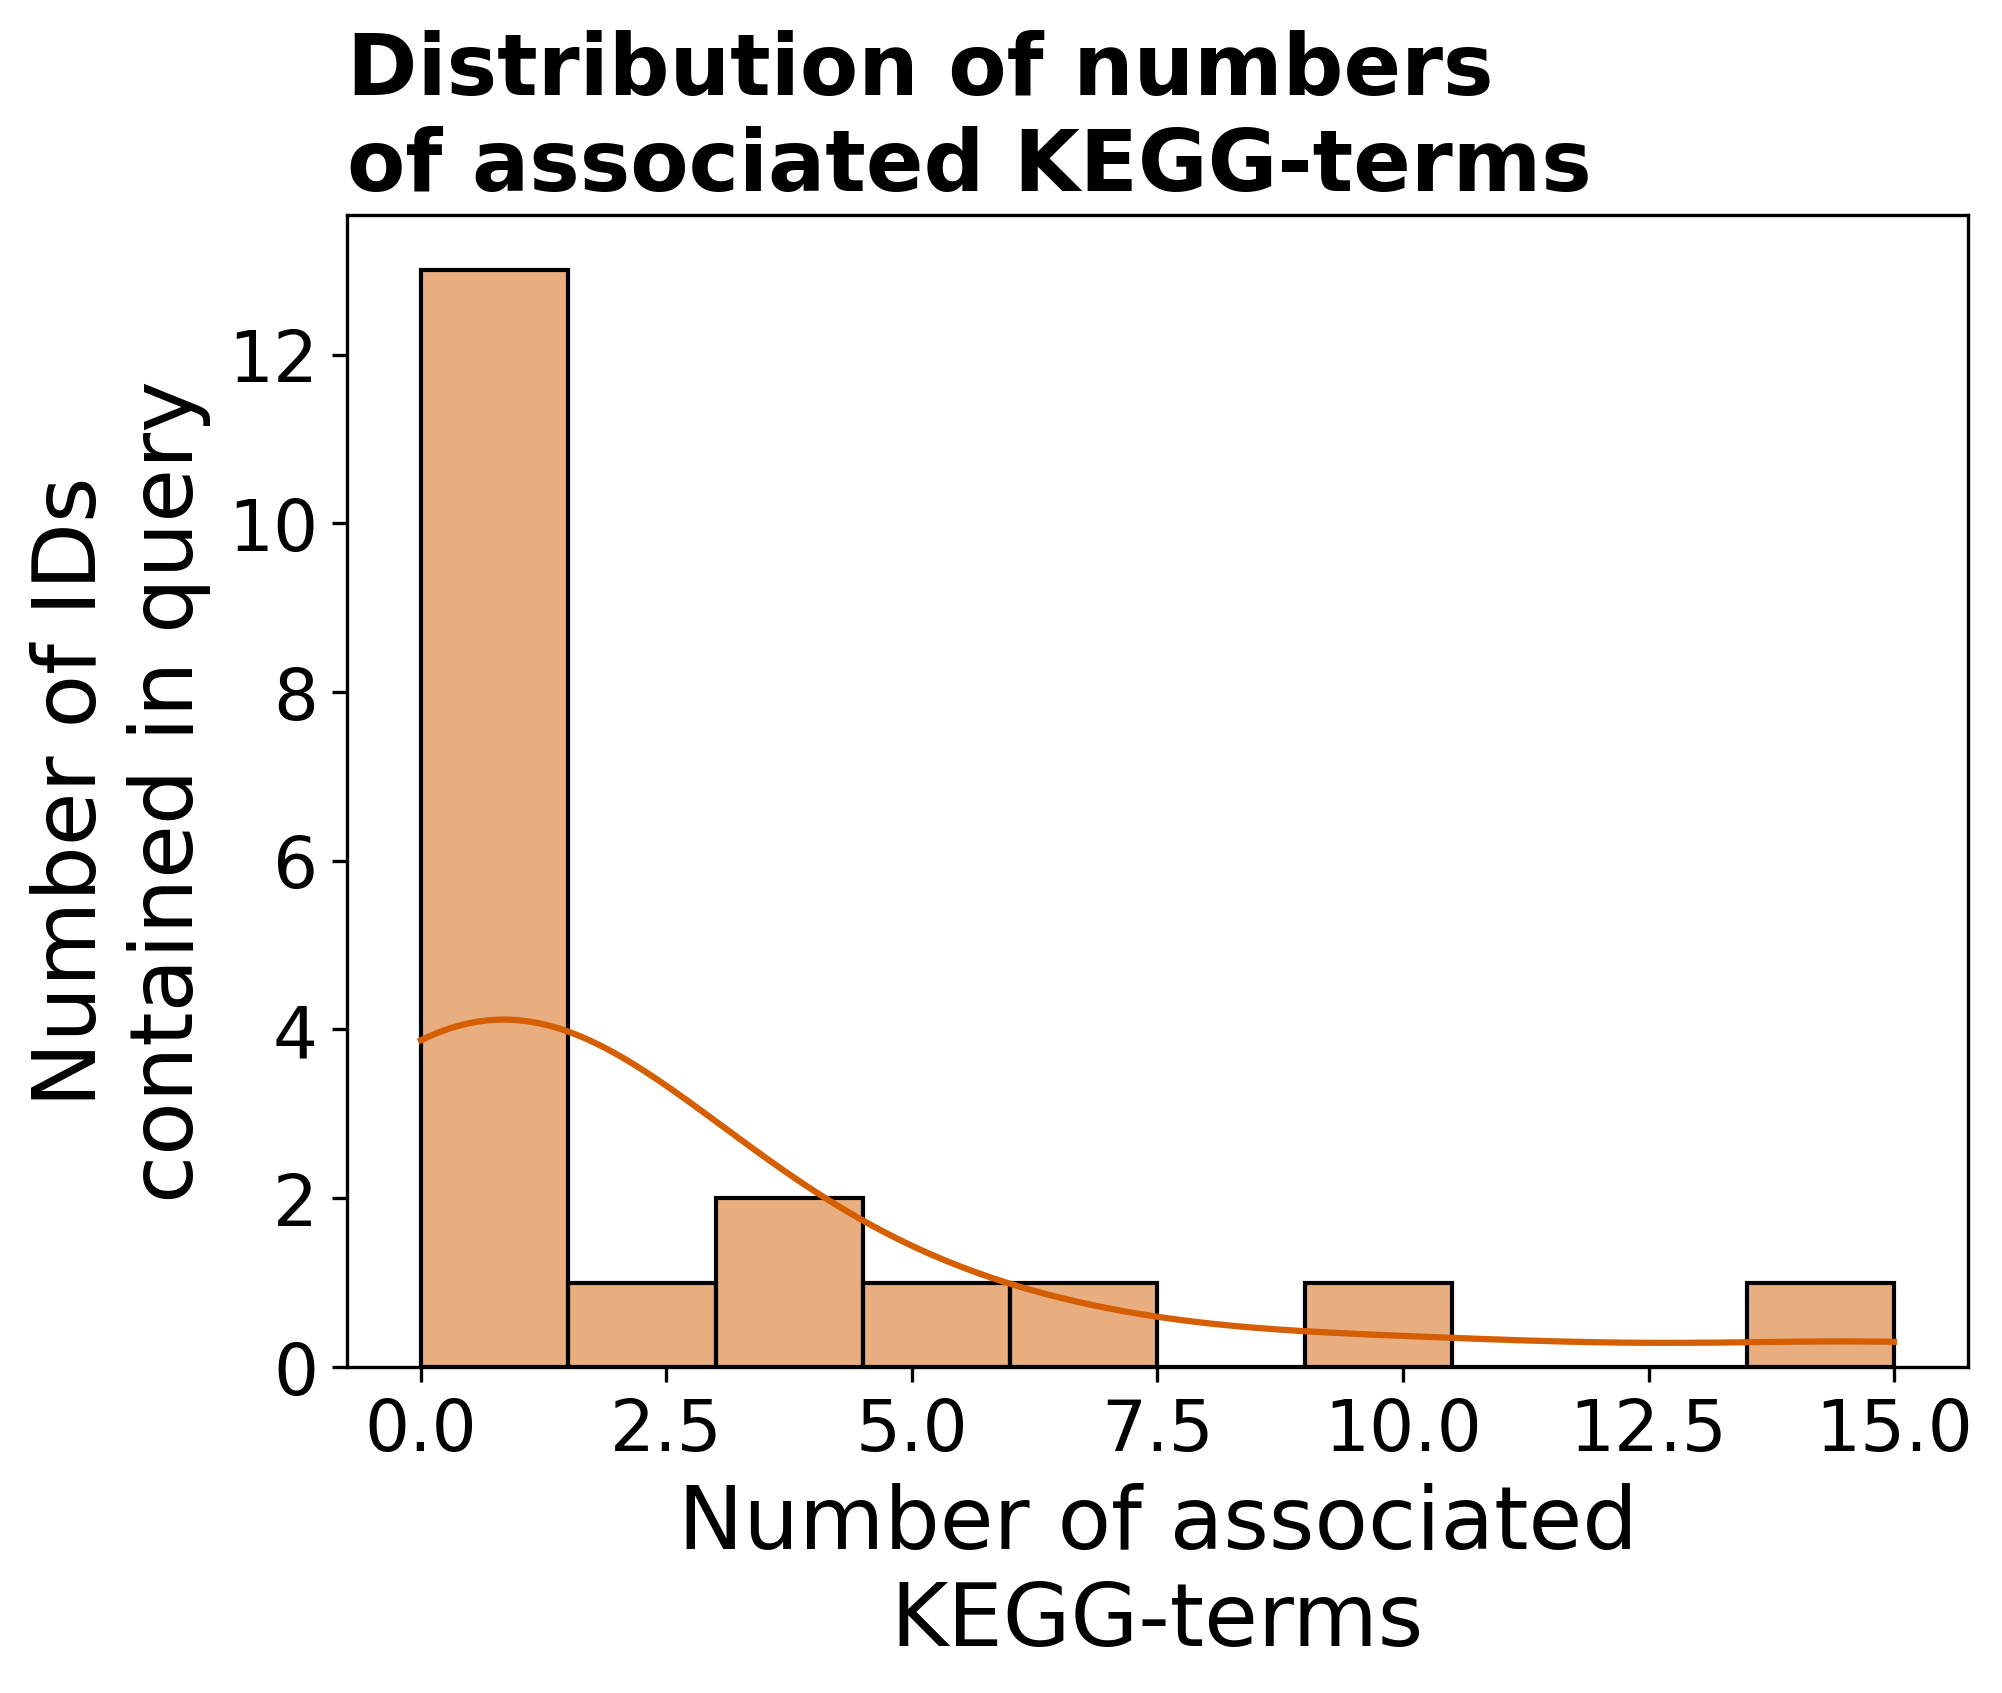 Distribution of numbers
of associated KEGG-terms
Number of IDs
contained in query
12
10
8
6
4
2
0
0.0 2.5 5.0 7.5 10.0 12.5 15.0
Number of associated
KEGG-terms